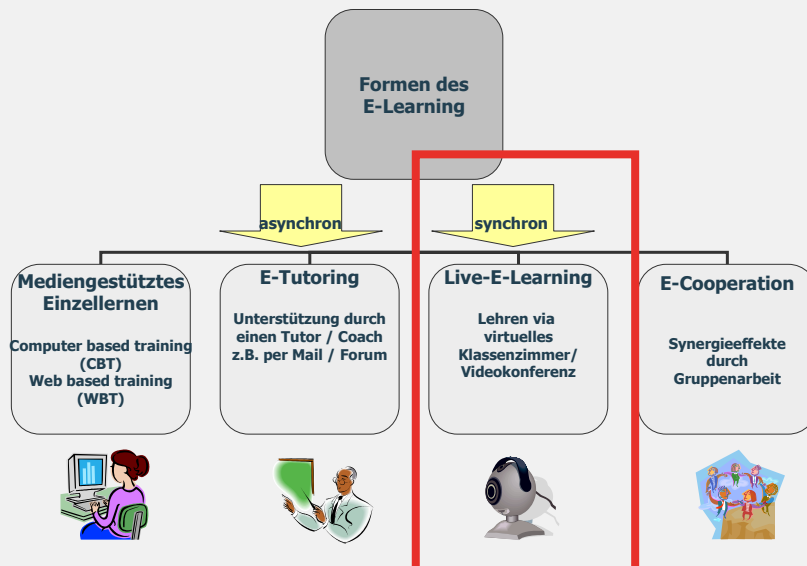 Formen des
E-Learning
asynchron
synchron
Mediengestütztes
Einzellernen
Computer based training
(CBT)
Web based training
(WBT)
E-Tutoring
Unterstützung durch
einen Tutor / Coach
z.B. per Mail / Forum
Live-E-Learning
Lehren via
virtuelles
Klassenzimmer/
Videokonferenz
E-Cooperation
Synergieeffekte
durch
Gruppenarbeit